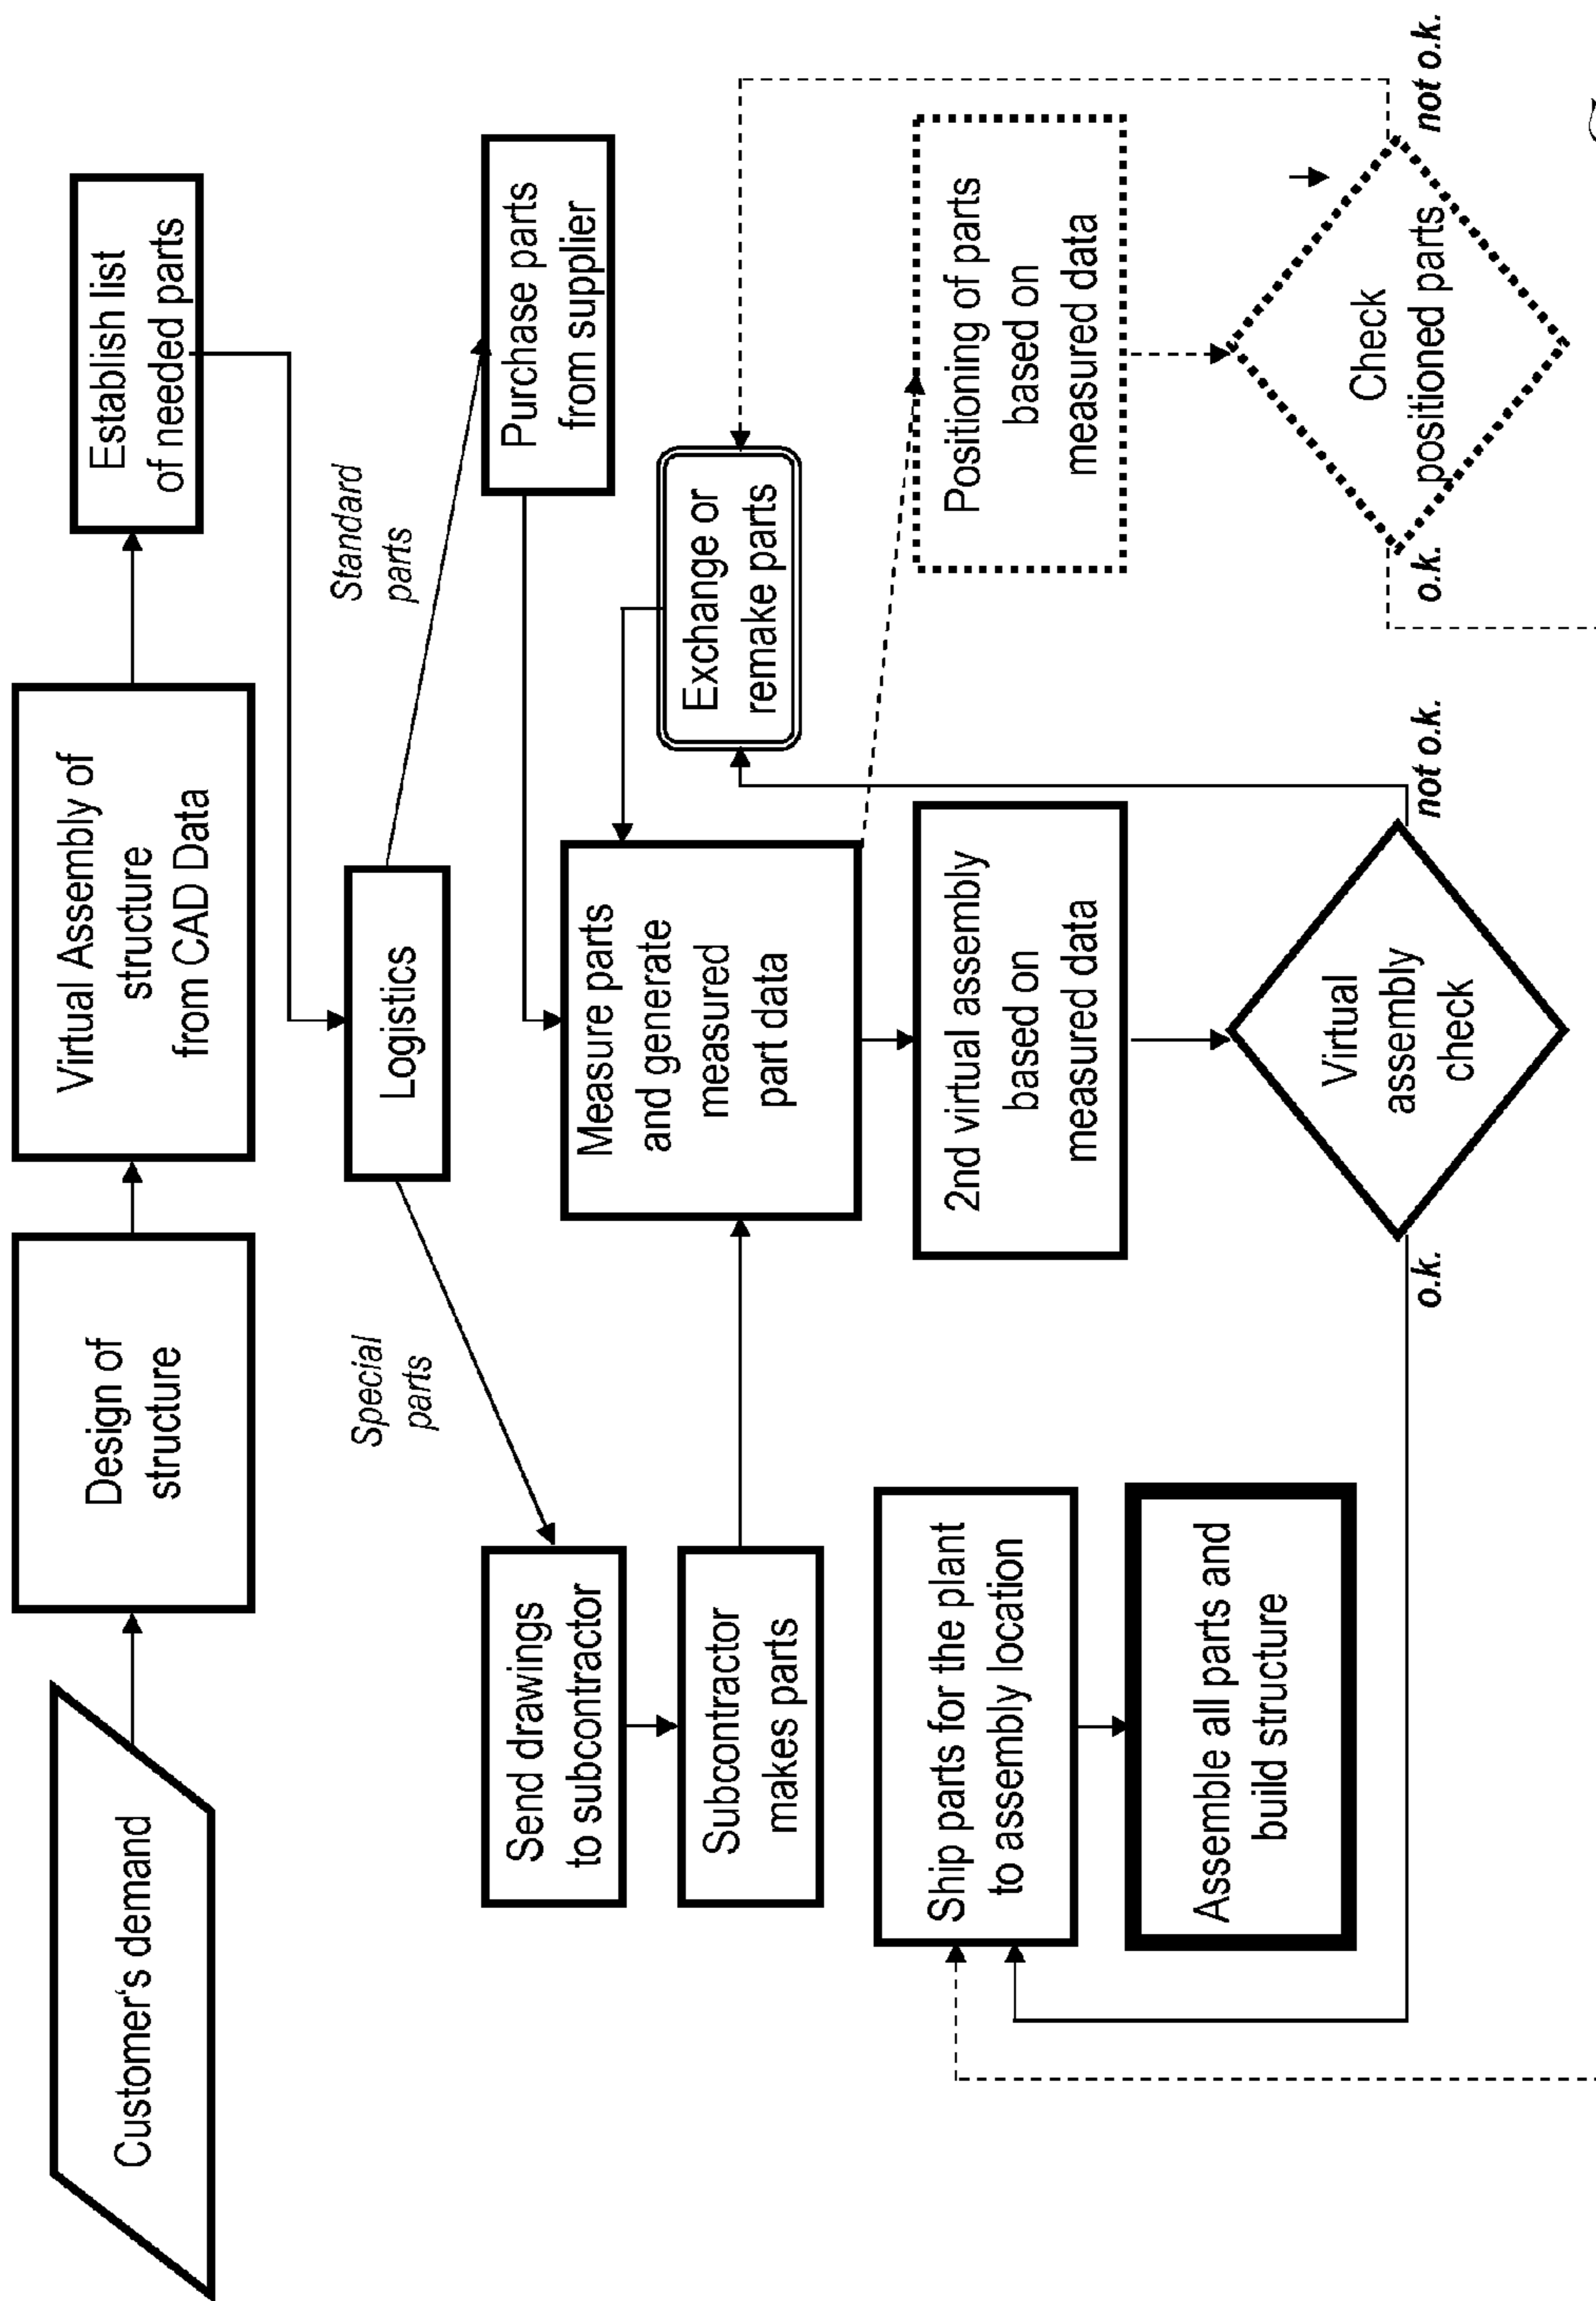 Customer‘s demand
Design of
structure
Virtual Assembly of
structure
from CAD Data
Establish list
of needed parts
Special
parts
Logistics
Standard
parts
Send drawings
to subcontractor
Purchase parts
from supplier
Subcontractor
makes parts
Measure parts
and generate
measured
part data
Exchange or
remake parts
Ship parts for the plant
to assembly location
2nd virtual assembly
based on
measured data
Positioning of parts
based on
measured data
Assemble all parts and
build structure
Virtual
assembly
check
o.k.
not o.k.
Check
positioned parts
o.k.
not o.k.